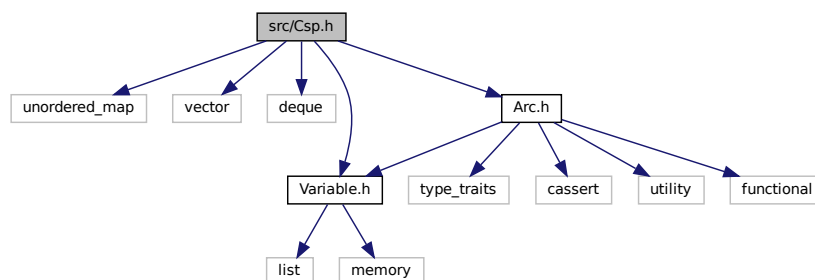 src/Csp.h
unordered_map
vector
deque
Arc.h
Variable.h
type_traits
cassert
utility
functional
list
memory